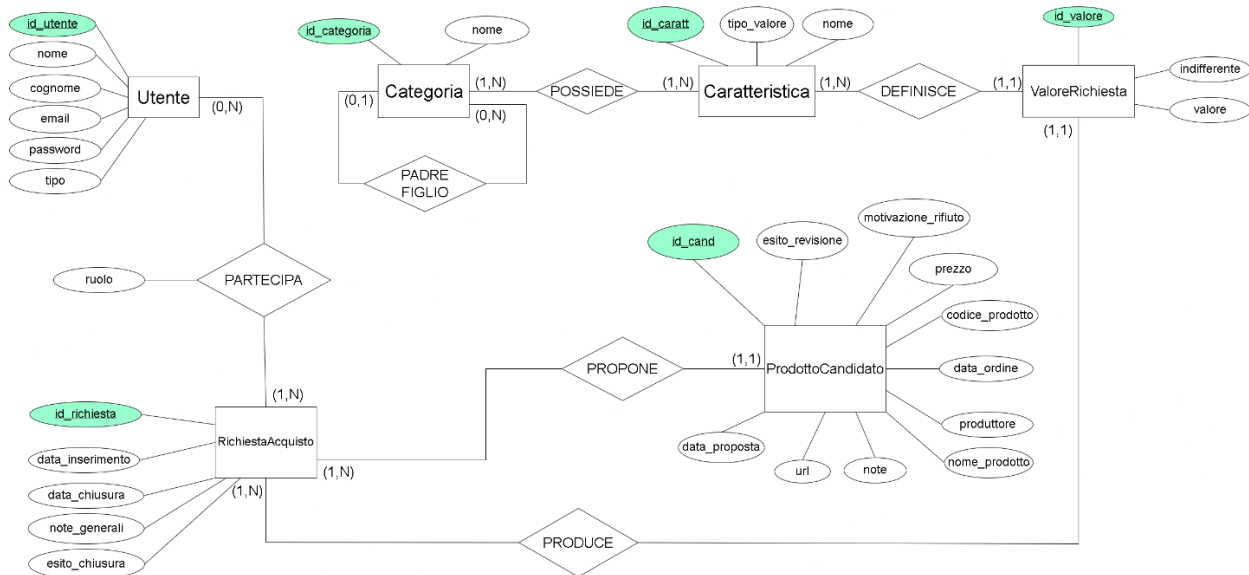 id_utente
nome
cognome
email
password
tipo
Utente
(0,N)
id_categoria
nome
Categoria
(0,1)
(1,N)
(0,N)
PADRE
FIGLIO
POSSIEDE
id_caratt
tipo_valore
nome
(1,N)
Caratteristica
(1,N)
DEFINISCE
id_valore
(1,1)
ValoreRichiesta
indifferente
valore
(1,1)
ruolo
PARTECIPA
(1,N)
id_richiesta
RichiestaAcquisto
data_inserimento
data_chiusura
note_generali
esito_chiusura
(1,N)
(1,N)
PROPONE
(1,1)
ProdottoCandidato
id_cand
esito_revisione
motivazione_rifiuto
prezzo
codice_prodotto
data_ordine
produttore
nome_prodotto
note
url
data_proposta
PRODUCE